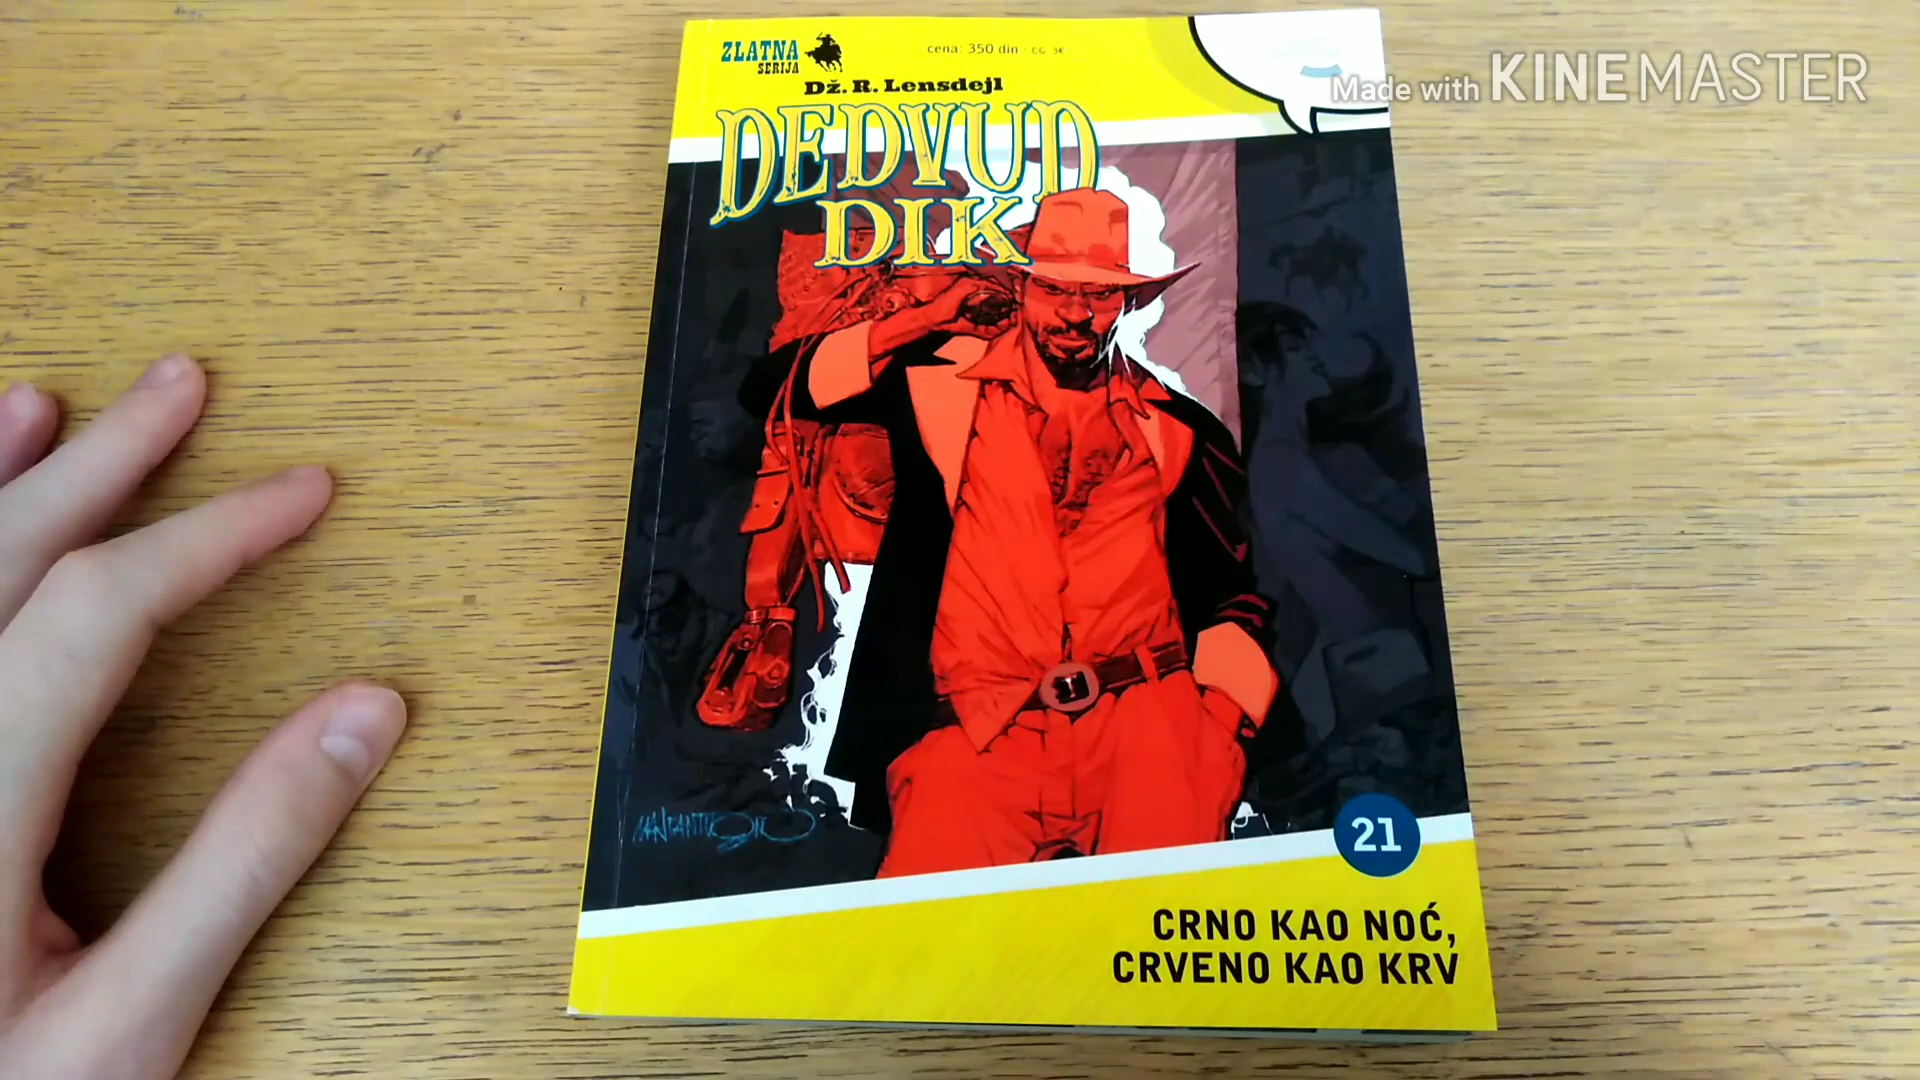 ZLATNA
SERIJA
cena: 350 din · CG 3€
Made with KINEMASTER
Dž. R. Lensdejl
DEDVUD
DIK
21
CRNO KAO NOĆ,
CRVENO KAO KRV